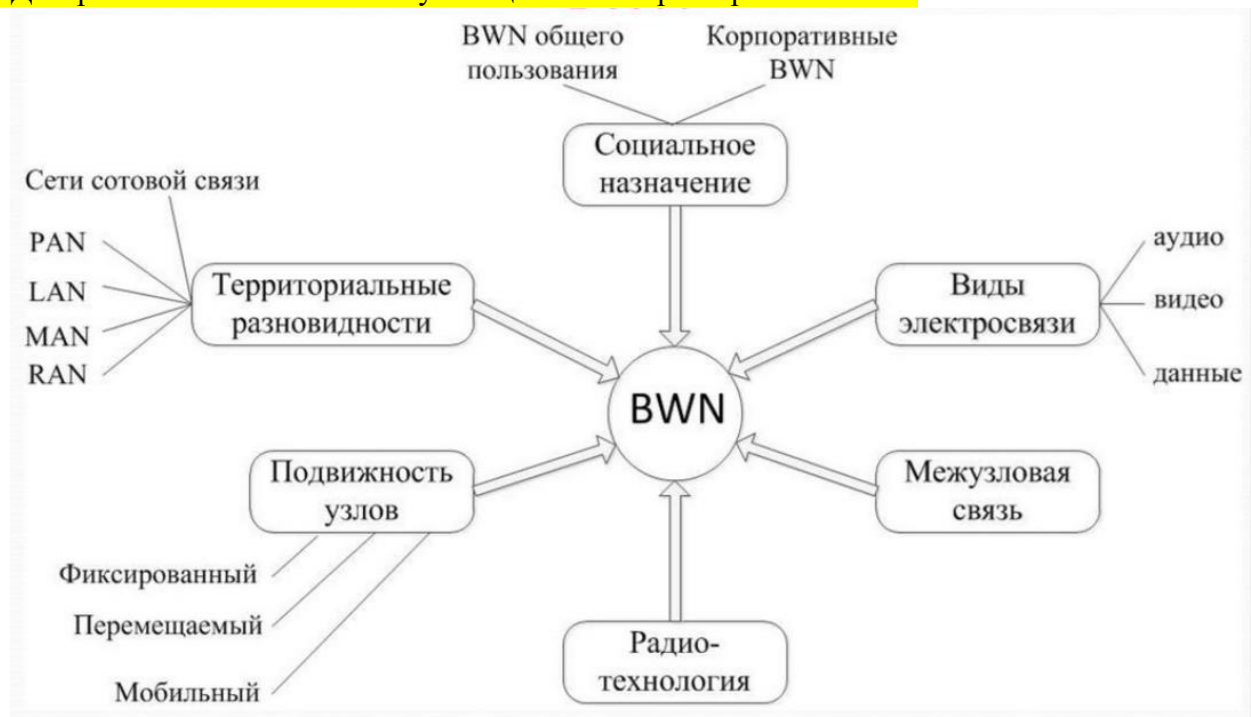 BWN общего
пользования
Корпоративные
BWN
Социальное
назначение
Сети сотовой связи
PAN
LAN
MAN
RAN
Территориальные
разновидности
Виды
электросвязи
аудио
видео
данные
BWN
Подвижность
узлов
Межузловая
связь
Фиксированный
Перемещаемый
Мобильный
Радио-
технология